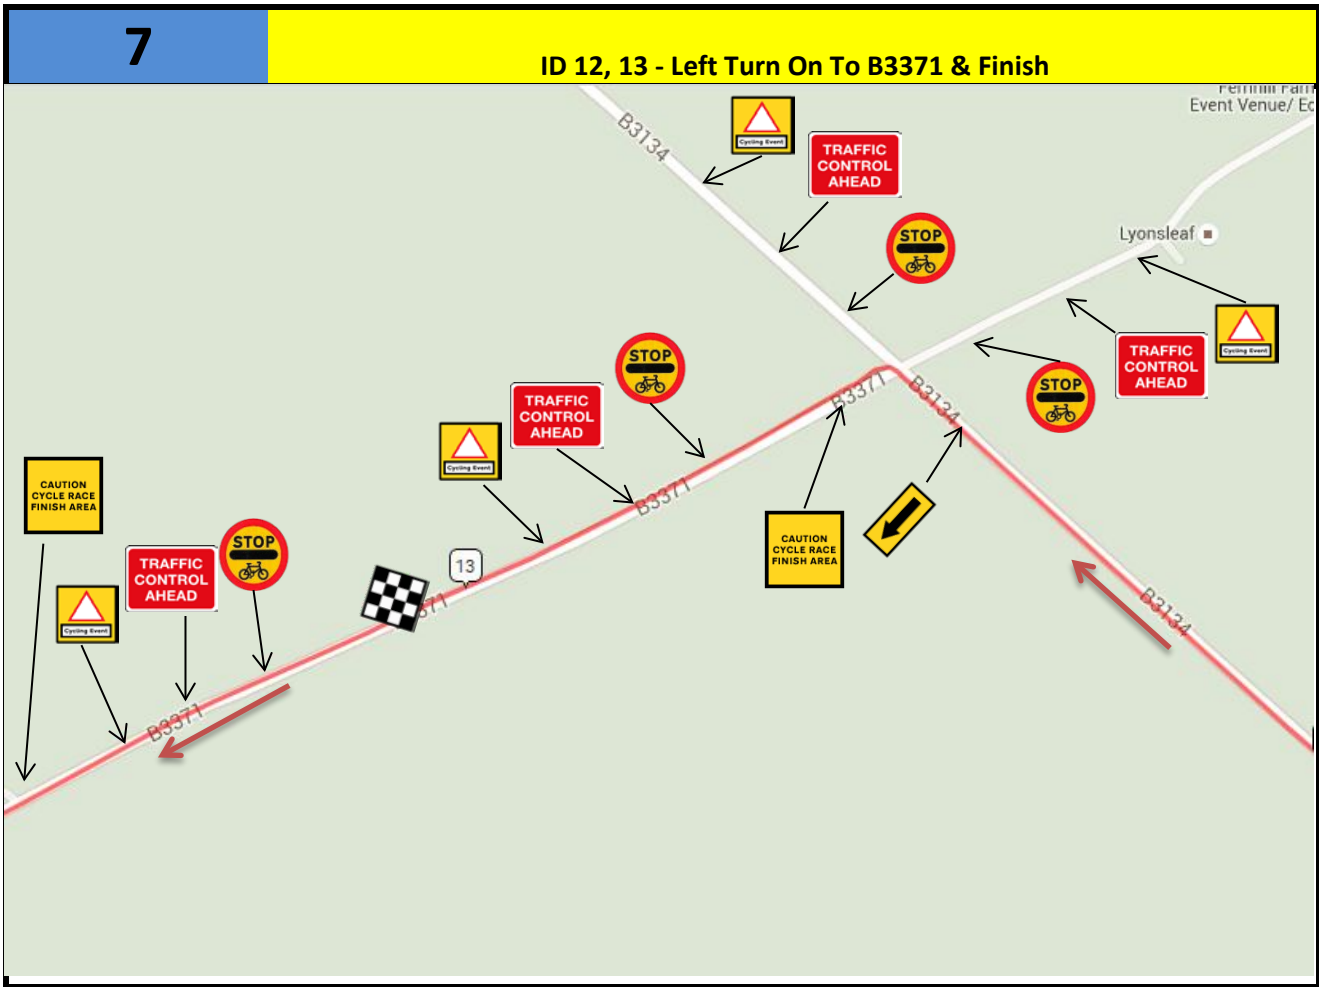 7
ID 12, 13 - Left Turn On To B3371 & Finish
Event Venue/ Ec
B3134
Cycling Event
TRAFFIC
CONTROL
AHEAD
STOP
Lyonsleaf
Cycling Event
TRAFFIC
CONTROL
AHEAD
STOP
B3371
B3134
STOP
TRAFFIC
CONTROL
AHEAD
Cycling Event
B3371
CAUTION
CYCLE RACE
FINISH AREA
CAUTION
CYCLE RACE
FINISH AREA
STOP
TRAFFIC
CONTROL
AHEAD
13
371
Cycling Event
B3134
B3371